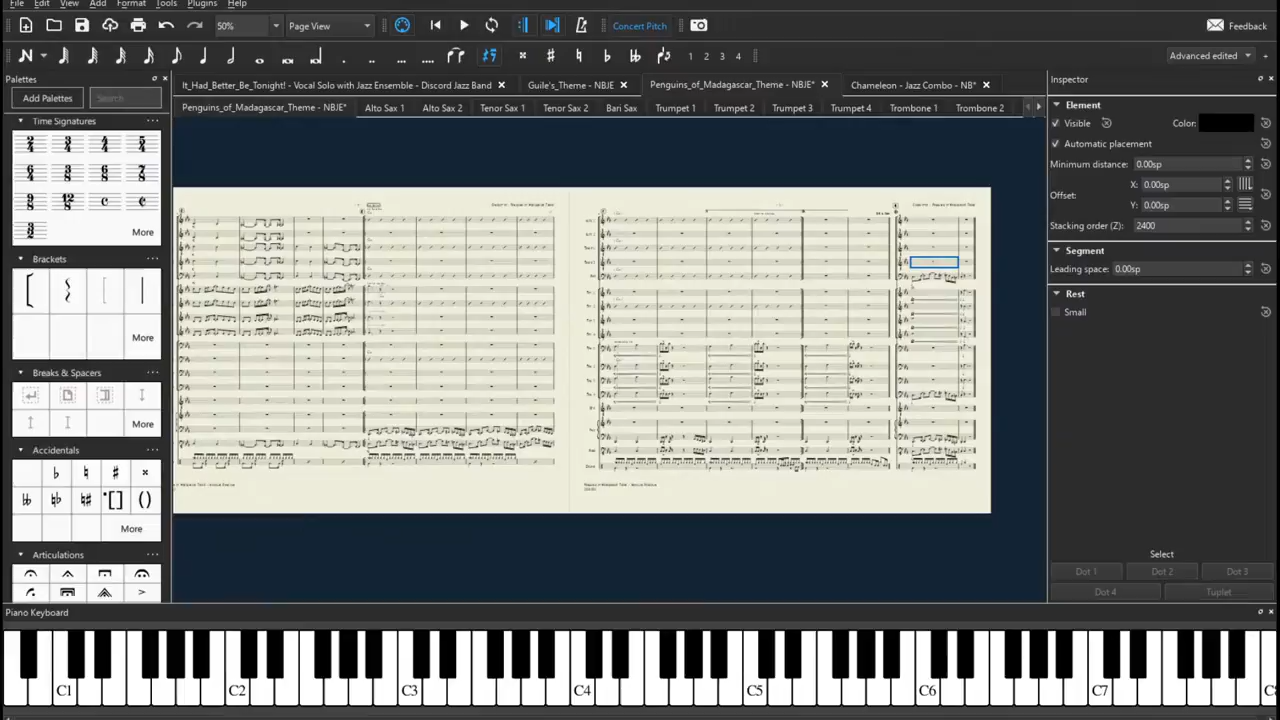 File Edit View Add Format Tools Plugins Help
50% Page View Concert Pitch Feedback
1 2 3 4 Advanced edited
Palettes
Add Palettes Search
Time Signatures
More
Brackets
More
Breaks & Spacers
More
Accidentals
More
Articulations
It_Had_Better_Be_Tonight! - Vocal Solo with Jazz Ensemble - Discord Jazz Band Guile's_Theme - NBJE Penguins_of_Madagascar_Theme - NBJE* Chameleon - Jazz Combo - NB*
Penguins_of_Madagascar_Theme - NBJE* Alto Sax 1 Alto Sax 2 Tenor Sax 1 Tenor Sax 2 Bari Sax Trumpet 1 Trumpet 2 Trumpet 3 Trumpet 4 Trombone 1 Trombone 2
Inspector
Element
Visible Color:
Automatic placement
Minimum distance: 0.00sp
Offset: X: 0.00sp
Y: 0.00sp
Stacking order (Z): 2400
Segment
Leading space: 0.00sp
Rest
Small
Select
Dot 1 Dot 2 Dot 3
Dot 4 Tuplet
Piano Keyboard
C1 C2 C3 C4 C5 C6 C7